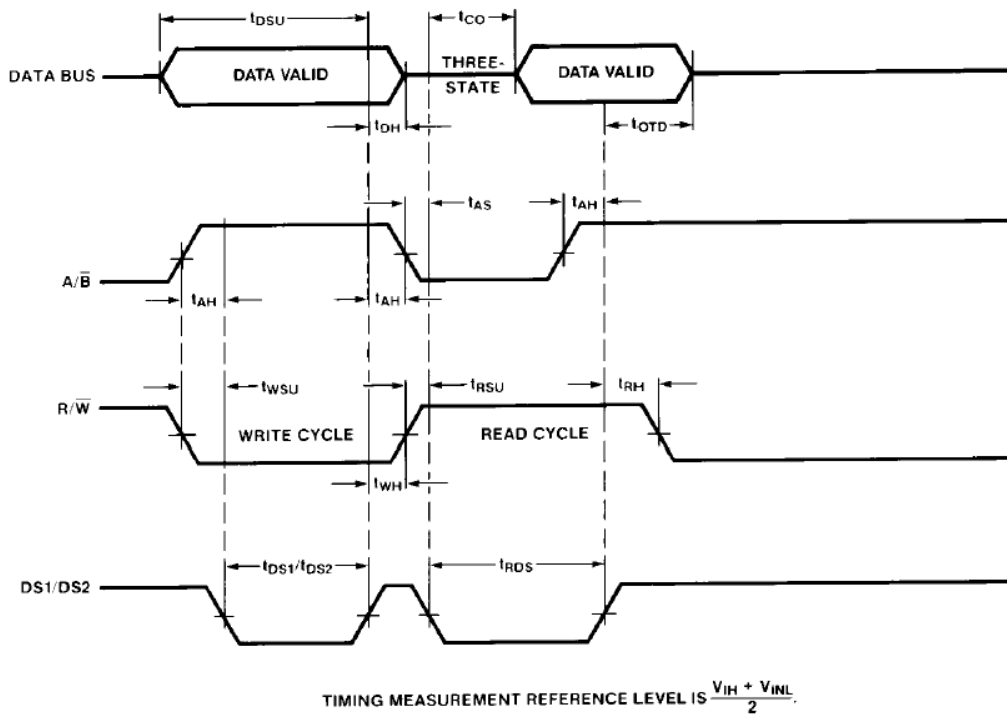 tDSU
tCO
DATA BUS
DATA VALID
THREE-
STATE
DATA VALID
tDH
tOTD
tAS
tAH
A/B̅
tAH
tAH
tWSU
tRSU
tRH
R/W̅
WRITE CYCLE
READ CYCLE
tWH
tDS1/tDS2
tRDS
DS1/DS2
TIMING MEASUREMENT REFERENCE LEVEL IS (VIH + VINL)/2.